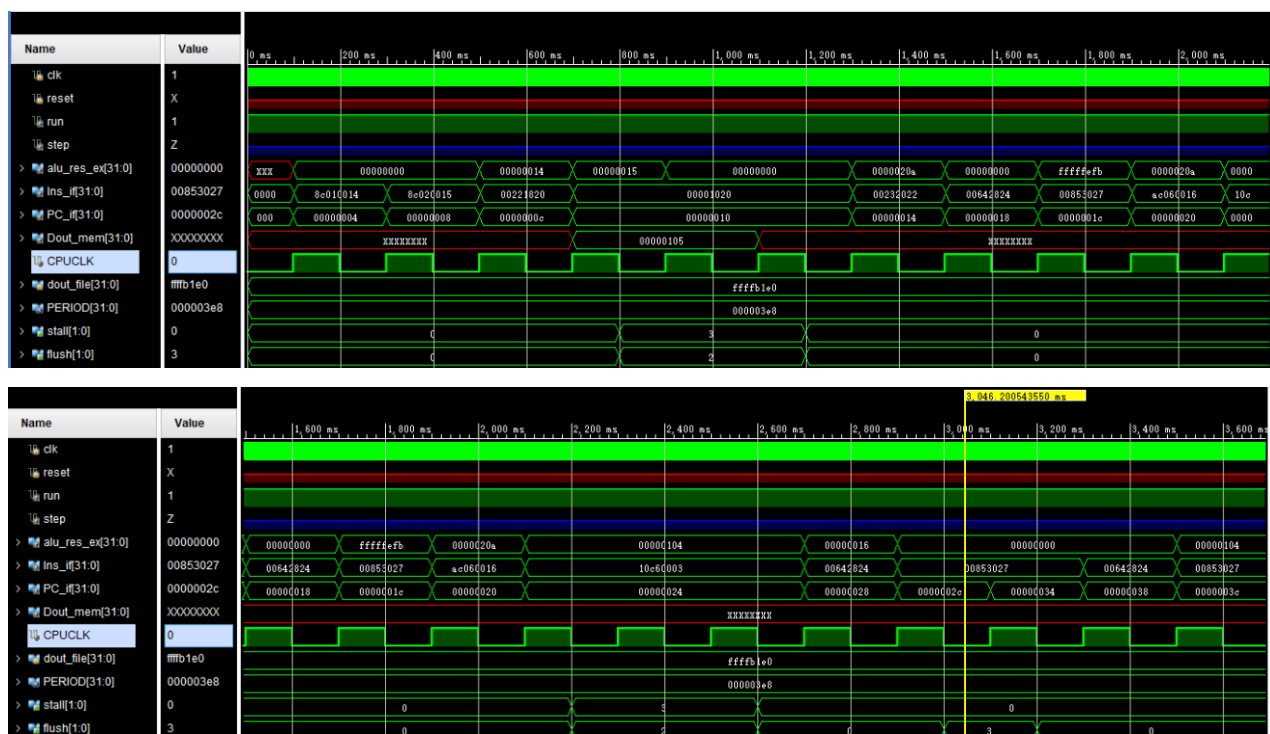 Name Value 0 ms 200 ms 400 ms 600 ms 800 ms 1,000 ms 1,200 ms 1,400 ms 1,600 ms 1,800 ms 2,000 ms
clk 1
reset X
run 1
step Z
alu_res_ex[31:0] 00000000 XXX 00000000 00000014 00000015 00000000 0000020a 00000000 fffffefb 0000020a 0000
Ins_if[31:0] 00853027 0000 8c010014 8c020015 00221820 00001020 00232022 00642824 00853027 ac060016 10c
PC_if[31:0] 0000002c 000 00000004 00000008 0000000c 00000010 00000014 00000018 0000001c 00000020 0000
Dout_mem[31:0] XXXXXXXX XXXXXXXX 00000105 XXXXXXXX
CPUCLK 0
dout_file[31:0] ffffb1e0 ffffb1e0
PERIOD[31:0] 000003e8 000003e8
stall[1:0] 0 0 3 0
flush[1:0] 3 0 2 0
3,046.200543550 ms
Name Value 1,600 ms 1,800 ms 2,000 ms 2,200 ms 2,400 ms 2,600 ms 2,800 ms 3,000 ms 3,200 ms 3,400 ms 3,600 ms
clk 1
reset X
run 1
step Z
alu_res_ex[31:0] 00000000 00000000 fffffefb 0000020a 00000104 00000016 00000000 00000104
Ins_if[31:0] 00853027 00642824 00853027 ac060016 10c60003 00642824 00853027 00642824 00853027
PC_if[31:0] 0000002c 00000018 0000001c 00000020 00000024 00000028 0000002c 00000034 00000038 0000003c
Dout_mem[31:0] XXXXXXXX XXXXXXXX
CPUCLK 0
dout_file[31:0] ffffb1e0 ffffb1e0
PERIOD[31:0] 000003e8 000003e8
stall[1:0] 0 0 3 0
flush[1:0] 3 0 2 0 3 0